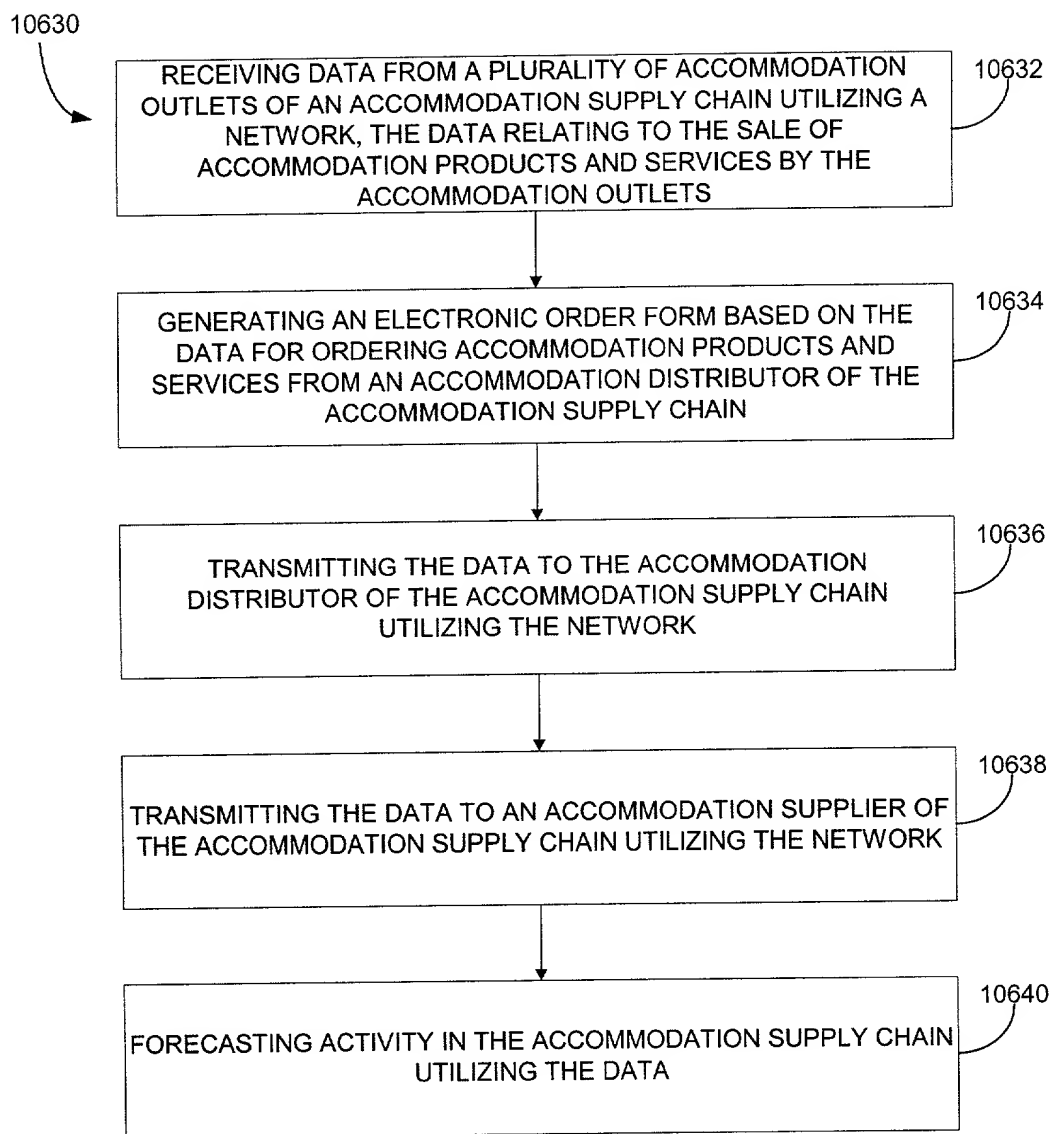 10630
RECEIVING DATA FROM A PLURALITY OF ACCOMMODATION
OUTLETS OF AN ACCOMMODATION SUPPLY CHAIN UTILIZING A
NETWORK, THE DATA RELATING TO THE SALE OF
ACCOMMODATION PRODUCTS AND SERVICES BY THE
ACCOMMODATION OUTLETS
10632
GENERATING AN ELECTRONIC ORDER FORM BASED ON THE
DATA FOR ORDERING ACCOMMODATION PRODUCTS AND
SERVICES FROM AN ACCOMMODATION DISTRIBUTOR OF THE
ACCOMMODATION SUPPLY CHAIN
10634
TRANSMITTING THE DATA TO THE ACCOMMODATION
DISTRIBUTOR OF THE ACCOMMODATION SUPPLY CHAIN
UTILIZING THE NETWORK
10636
TRANSMITTING THE DATA TO AN ACCOMMODATION SUPPLIER OF
THE ACCOMMODATION SUPPLY CHAIN UTILIZING THE NETWORK
10638
FORECASTING ACTIVITY IN THE ACCOMMODATION SUPPLY CHAIN
UTILIZING THE DATA
10640